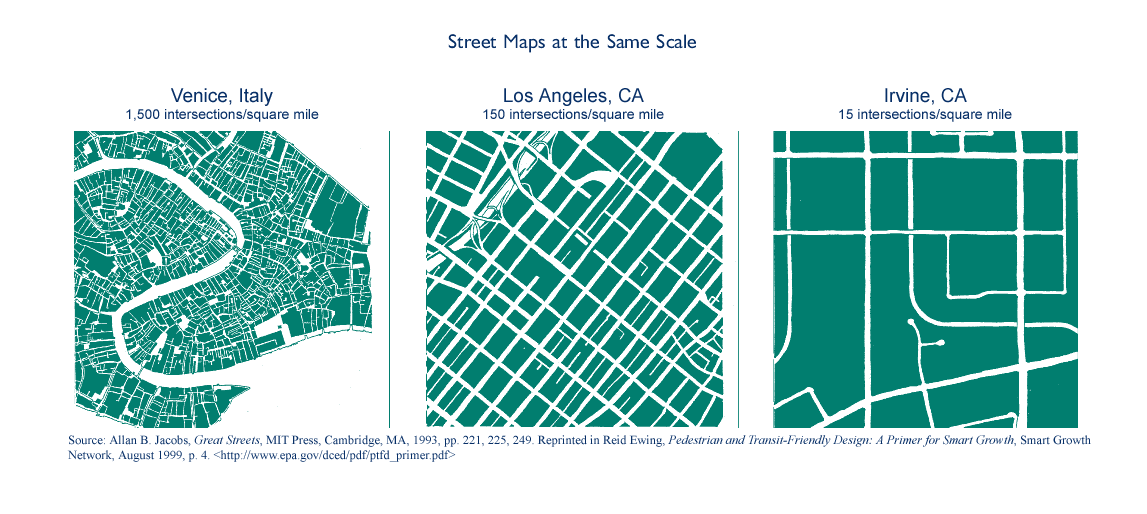 Street Maps at the Same Scale
Venice, Italy
1,500 intersections/square mile
Los Angeles, CA
150 intersections/square mile
Irvine, CA
15 intersections/square mile
Source: Allan B. Jacobs, Great Streets, MIT Press, Cambridge, MA, 1993, pp. 221, 225, 249. Reprinted in Reid Ewing, Pedestrian and Transit-Friendly Design: A Primer for Smart Growth, Smart Growth
Network, August 1999, p. 4. <http://www.epa.gov/dced/pdf/ptfd_primer.pdf>